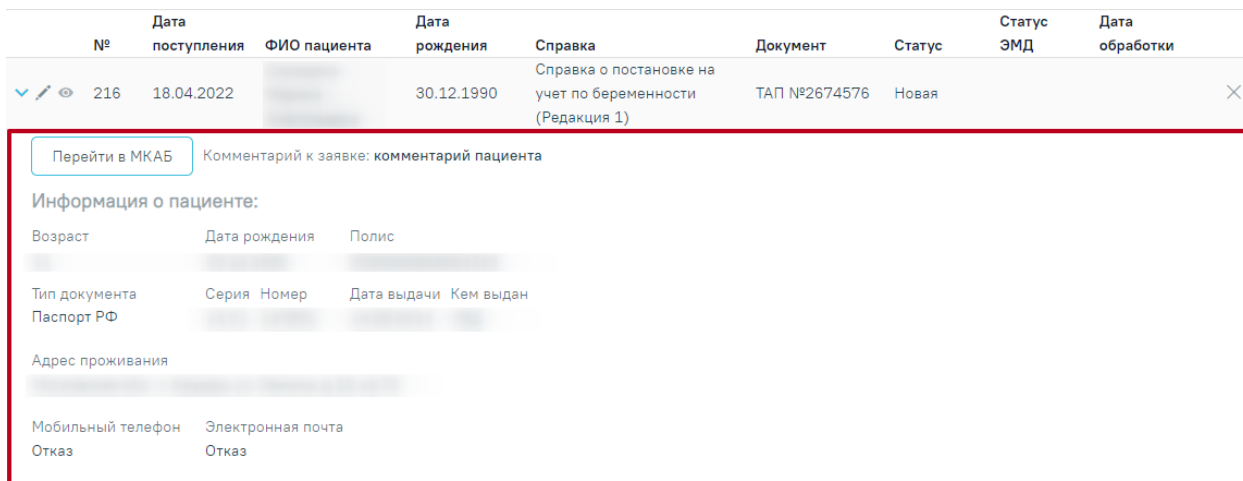 № Дата поступления ФИО пациента Дата рождения Справка Документ Статус Статус ЭМД Дата обработки
216 18.04.2022 30.12.1990 Справка о постановке на учет по беременности (Редакция 1) ТАП №2674576 Новая
Перейти в МКАБ Комментарий к заявке: комментарий пациента
Информация о пациенте:
Возраст Дата рождения Полис
Тип документа Серия Номер Дата выдачи Кем выдан
Паспорт РФ
Адрес проживания
Мобильный телефон Электронная почта
Отказ Отказ